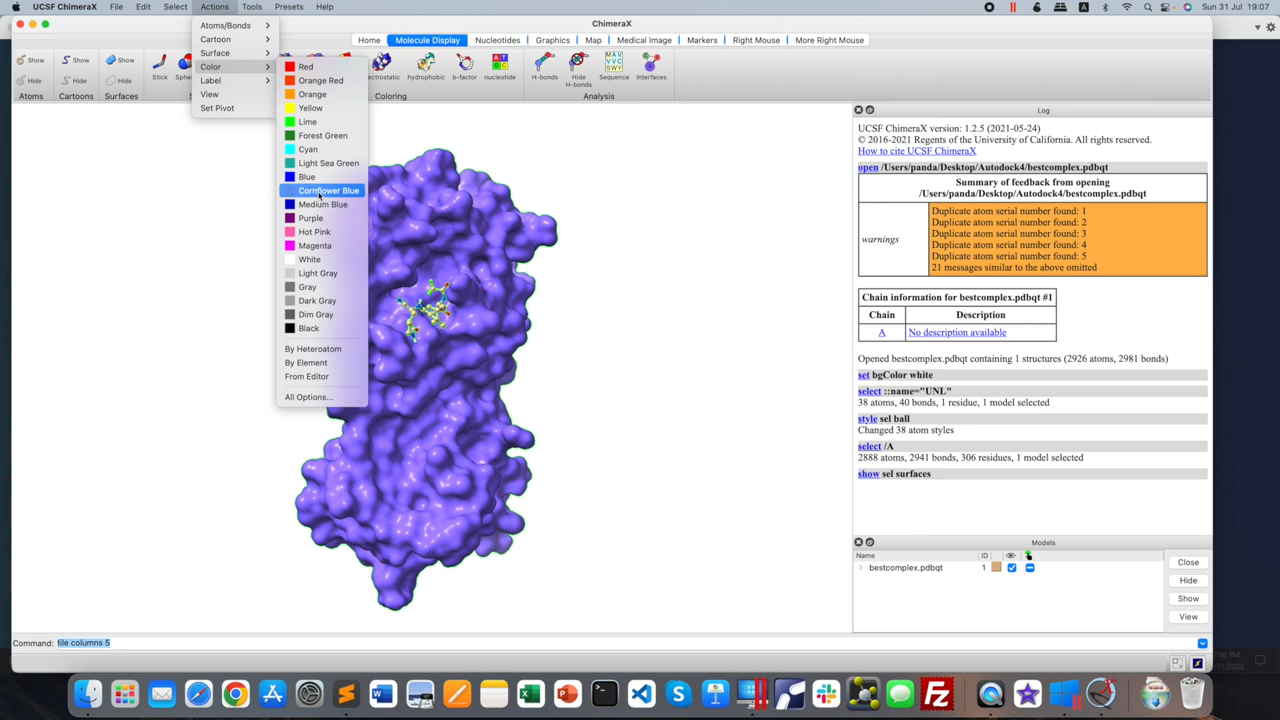 UCSF ChimeraX File Edit Select Actions Tools Presets Help
Sun 31 Jul 19:07
ChimeraX
Home Molecule Display Nucleotides Graphics Map Medical Image Markers Right Mouse More Right Mouse
Show Show Show
Hide Hide Hide
Atoms Cartoons Surfaces
Stick
electrostatic hydrophobic b-factor nucleotide
Coloring
H-bonds Hide H-bonds Sequence Interfaces
Analysis
Atoms/Bonds
Cartoon
Surface
Color
Label
View
Set Pivot
Red
Orange Red
Orange
Yellow
Lime
Forest Green
Cyan
Light Sea Green
Blue
Cornflower Blue
Medium Blue
Purple
Hot Pink
Magenta
White
Light Gray
Gray
Dark Gray
Dim Gray
Black
By Heteroatom
By Element
From Editor
All Options...
Log
UCSF ChimeraX version: 1.2.5 (2021-05-24)
© 2016-2021 Regents of the University of California. All rights reserved.
How to cite UCSF ChimeraX
open /Users/panda/Desktop/Autodock4/bestcomplex.pdbqt
Summary of feedback from opening
/Users/panda/Desktop/Autodock4/bestcomplex.pdbqt
warnings
Duplicate atom serial number found: 1
Duplicate atom serial number found: 2
Duplicate atom serial number found: 3
Duplicate atom serial number found: 4
Duplicate atom serial number found: 5
21 messages similar to the above omitted
Chain information for bestcomplex.pdbqt #1
Chain Description
A No description available
Opened bestcomplex.pdbqt containing 1 structures (2926 atoms, 2981 bonds)
set bgColor white
select ::name="UNL"
38 atoms, 40 bonds, 1 residue, 1 model selected
style sel ball
Changed 38 atom styles
select /A
2888 atoms, 2941 bonds, 306 residues, 1 model selected
show sel surfaces
Models
Name ID
bestcomplex.pdbqt 1
Close
Hide
Show
View
Command: tile columns 5